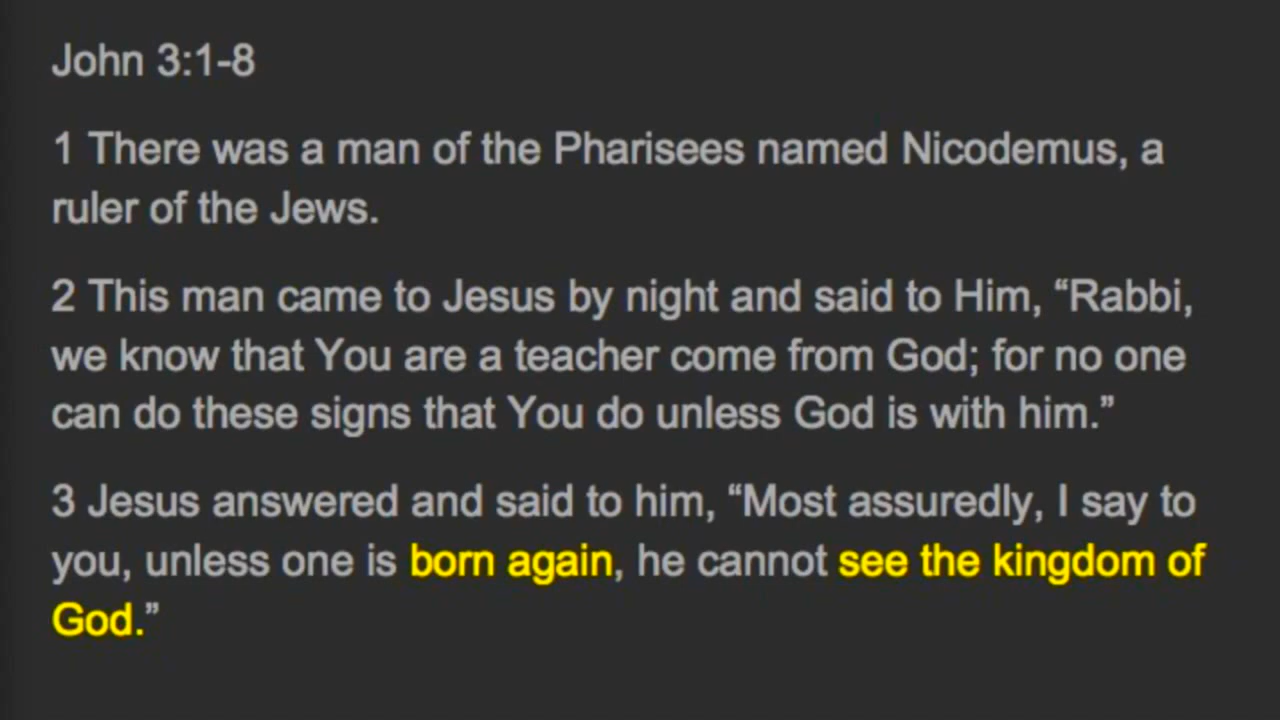 John 3:1-8
1 There was a man of the Pharisees named Nicodemus, a
ruler of the Jews.
2 This man came to Jesus by night and said to Him, “Rabbi,
we know that You are a teacher come from God; for no one
can do these signs that You do unless God is with him.”
3 Jesus answered and said to him, “Most assuredly, I say to
you, unless one is born again, he cannot see the kingdom of
God.”